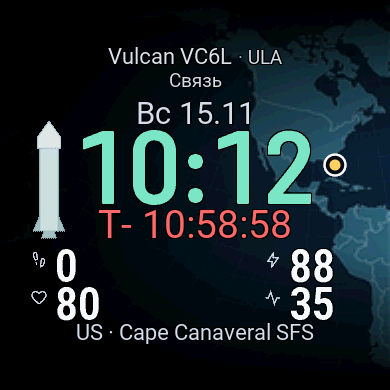 Vulcan VC6L · ULA
Связь
Вс 15.11
10:12
T- 10:58:58
0 88
80 35
US · Cape Canaveral SFS